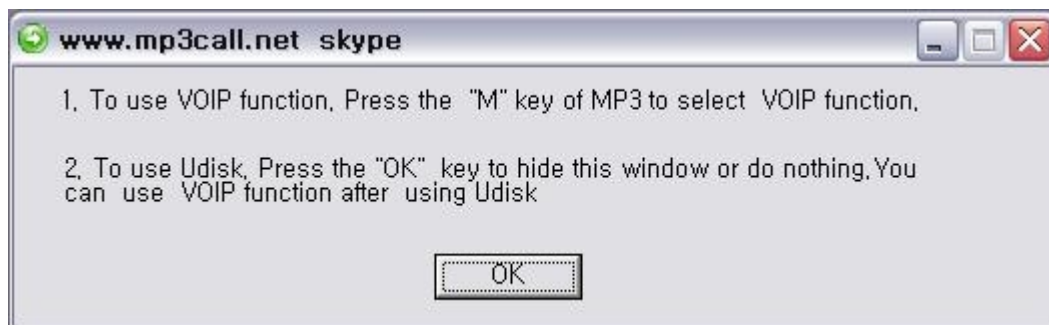 www.mp3call.net skype
1, To use VOIP function, Press the "M" key of MP3 to select VOIP function,
2, To use Udisk, Press the "OK" key to hide this window or do nothing,You
can use VOIP function after using Udisk
OK